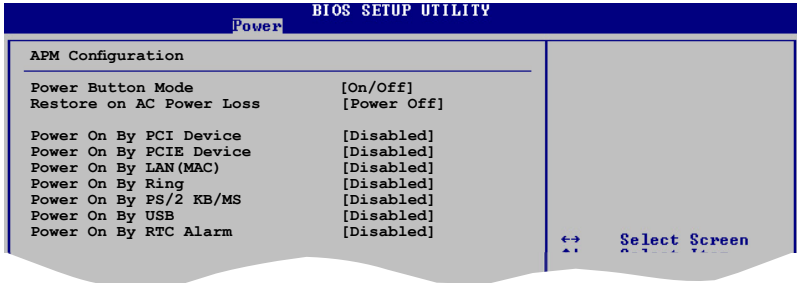 BIOS SETUP UTILITY
Power
APM Configuration
Power Button Mode [On/Off]
Restore on AC Power Loss [Power Off]
Power On By PCI Device [Disabled]
Power On By PCIE Device [Disabled]
Power On By LAN(MAC) [Disabled]
Power On By Ring [Disabled]
Power On By PS/2 KB/MS [Disabled]
Power On By USB [Disabled]
Power On By RTC Alarm [Disabled]
←→ Select Screen